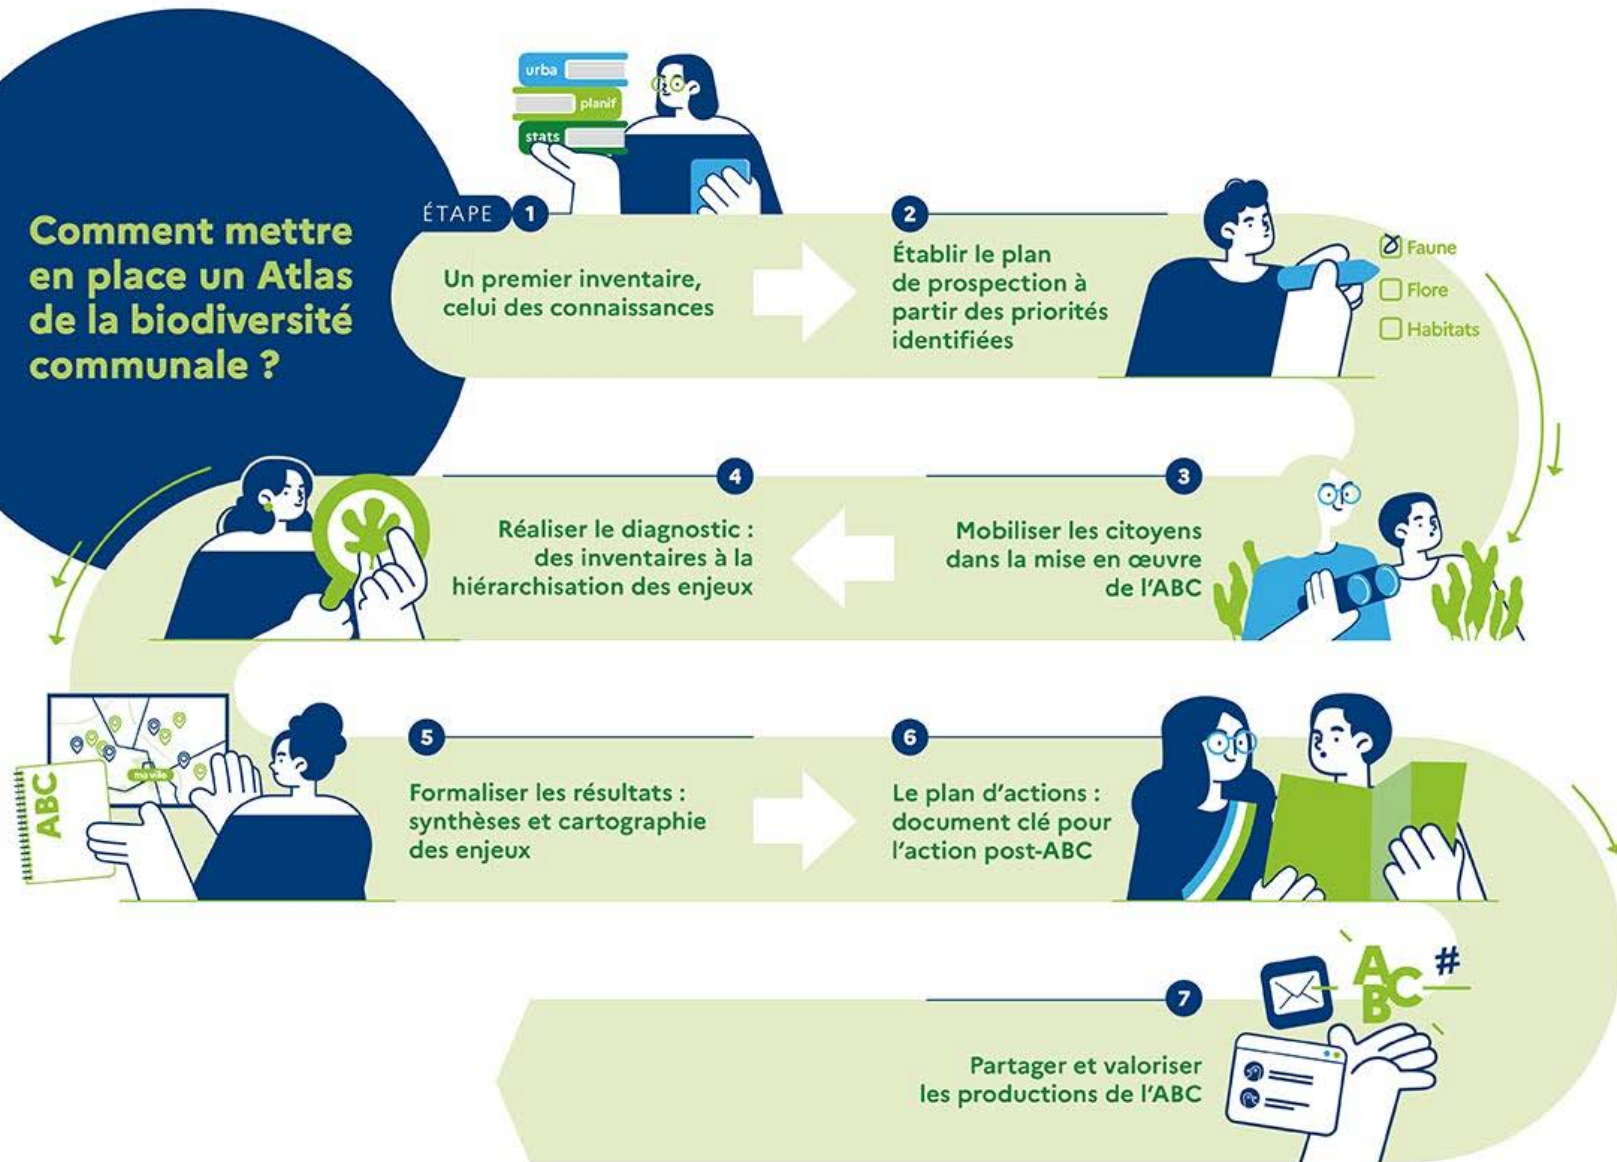 Comment mettre
en place un Atlas
de la biodiversité
communale ?
urba
planif
stats
ÉTAPE 1
Un premier inventaire,
celui des connaissances
2
Établir le plan
de prospection à
partir des priorités
identifiées
Faune
Flore
Habitats
3
Mobiliser les citoyens
dans la mise en œuvre
de l'ABC
4
Réaliser le diagnostic :
des inventaires à la
hiérarchisation des enjeux
ma ville
ABC
5
Formaliser les résultats :
synthèses et cartographie
des enjeux
6
Le plan d'actions :
document clé pour
l'action post-ABC
7
Partager et valoriser
les productions de l'ABC
ABC #